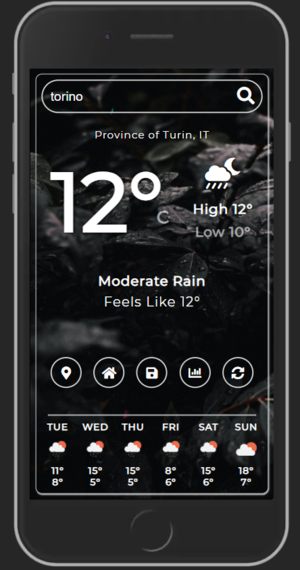 torino
Province of Turin, IT
12°
C
High 12°
Low 10°
Moderate Rain
Feels Like 12°
TUE WED THU FRI SAT SUN
11° 15° 15° 8° 15° 18°
8° 5° 5° 6° 6° 7°